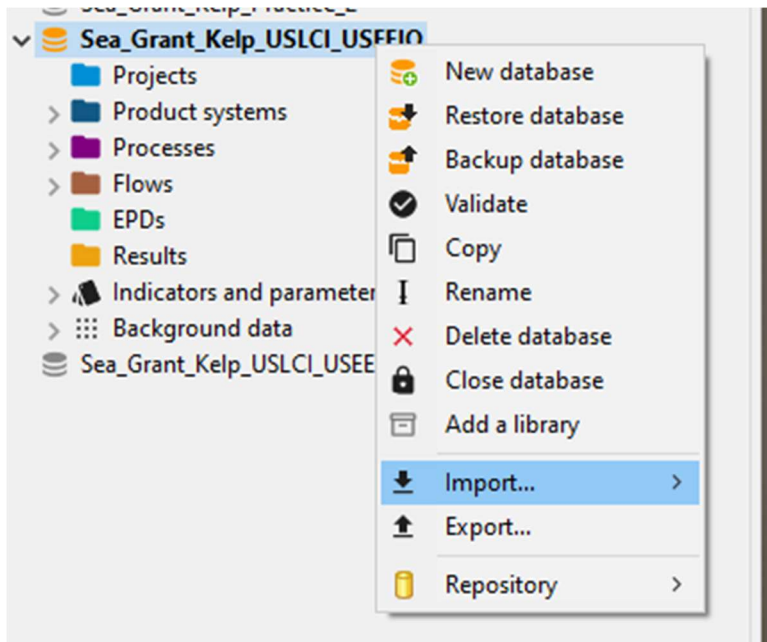 Sea_Grant_Kelp_Practice_2
Sea_Grant_Kelp_USLCI_USEEIO
Projects
Product systems
Processes
Flows
EPDs
Results
Indicators and parameter
Background data
Sea_Grant_Kelp_USLCI_USEE
New database
Restore database
Backup database
Validate
Copy
Rename
Delete database
Close database
Add a library
Import...
Export...
Repository